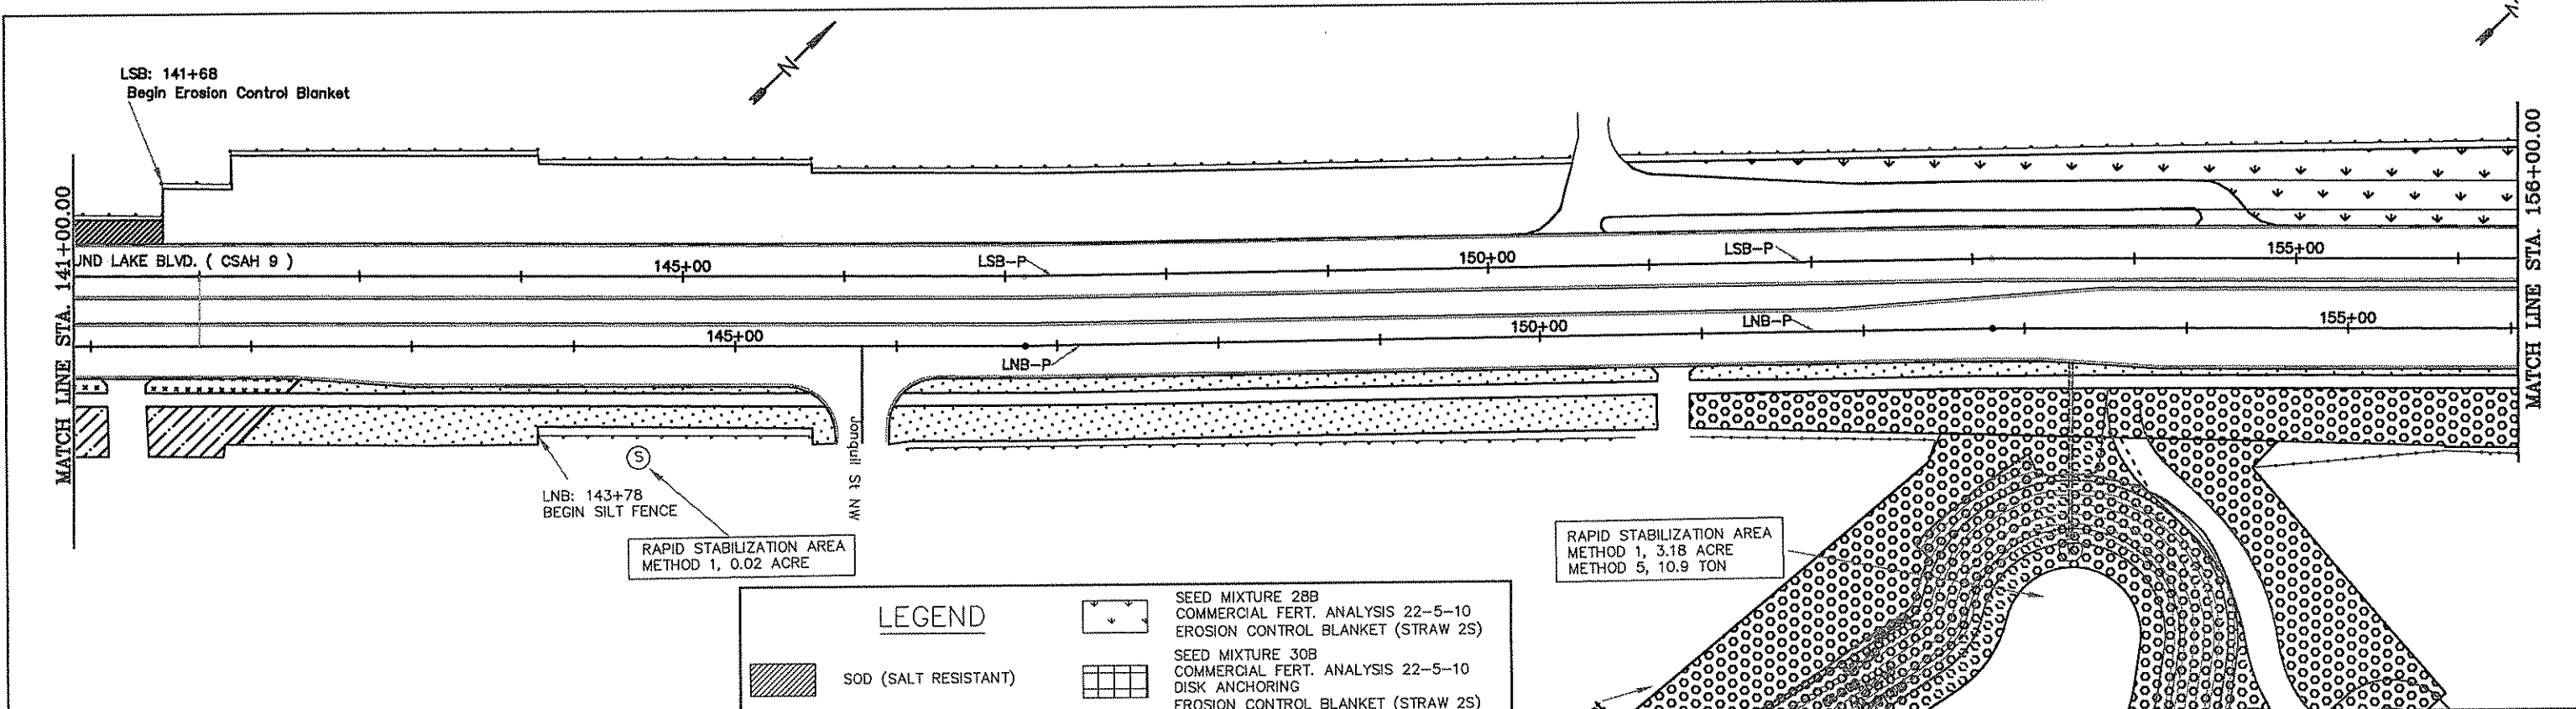 N
LSB: 141+68
Begin Erosion Control Blanket
MATCH LINE STA. 141+00.00
UND LAKE BLVD. ( CSAH 9 )
145+00
LSB-P
150+00
LSB-P
155+00
145+00
LNB-P
150+00
LNB-P
155+00
MATCH LINE STA. 156+00.00
Jonquil St NW
S
LNB: 143+78
BEGIN SILT FENCE
RAPID STABILIZATION AREA
METHOD 1, 0.02 ACRE
RAPID STABILIZATION AREA
METHOD 1, 3.18 ACRE
METHOD 5, 10.9 TON
LEGEND
SOD (SALT RESISTANT)
SEED MIXTURE 28B
COMMERCIAL FERT. ANALYSIS 22-5-10
EROSION CONTROL BLANKET (STRAW 2S)
SEED MIXTURE 30B
COMMERCIAL FERT. ANALYSIS 22-5-10
DISK ANCHORING
EROSION CONTROL BLANKET (STRAW 2S)